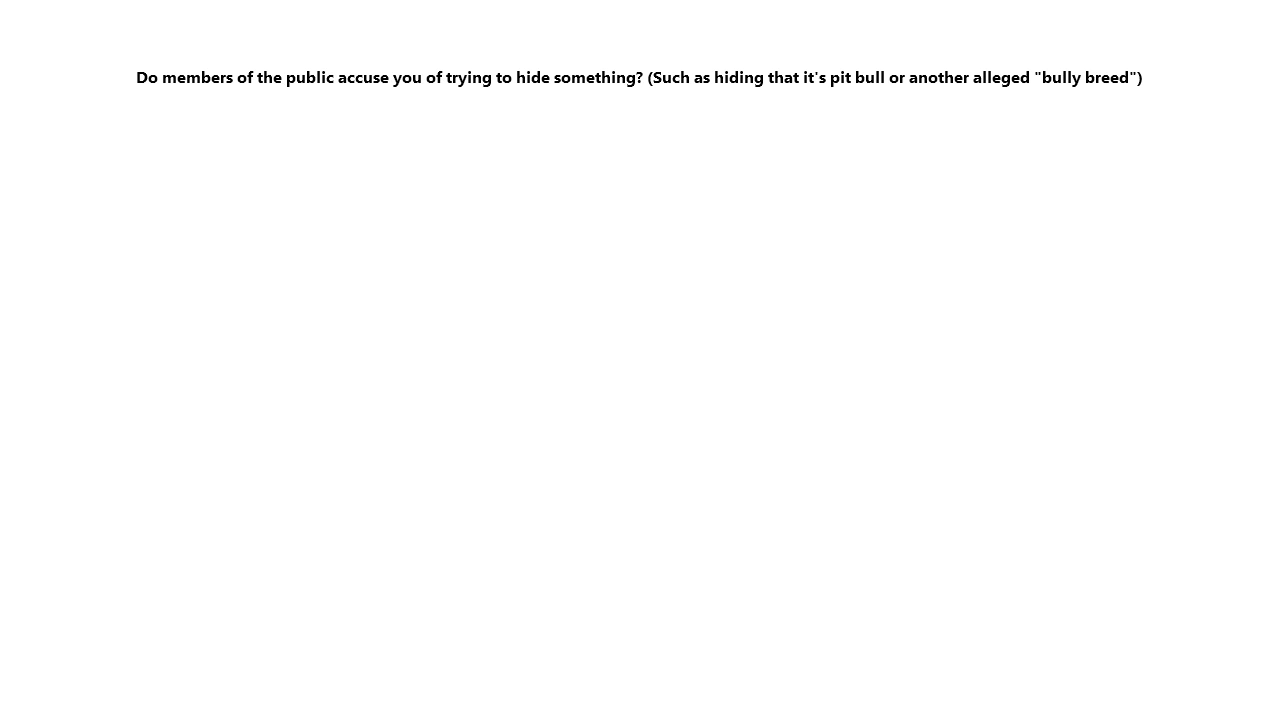 Do members of the public accuse you of trying to hide something? (Such as hiding that it's pit bull or another alleged "bully breed")